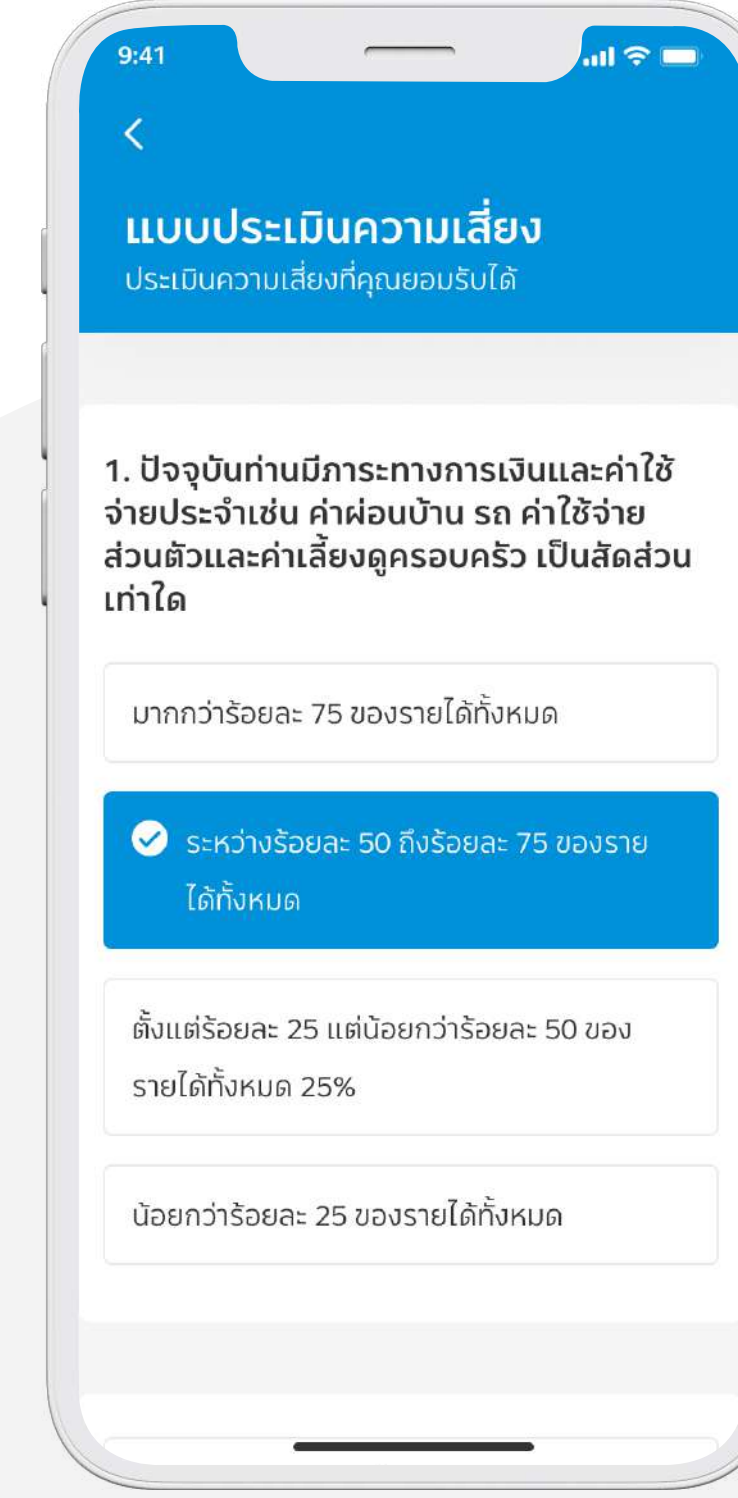 9:41
แบบประเมินความเสี่ยง
ประเมินความเสี่ยงที่คุณยอมรับได้
1. ปัจจุบันท่านมีภาระทางการเงินและค่าใช้
จ่ายประจำเช่น ค่าผ่อนบ้าน รถ ค่าใช้จ่าย
ส่วนตัวและค่าเลี้ยงดูครอบครัว เป็นสัดส่วน
เท่าใด
มากกว่าร้อยละ 75 ของรายได้ทั้งหมด
ระหว่างร้อยละ 50 ถึงร้อยละ 75 ของราย
ได้ทั้งหมด
ตั้งแต่ร้อยละ 25 แต่น้อยกว่าร้อยละ 50 ของ
รายได้ทั้งหมด 25%
น้อยกว่าร้อยละ 25 ของรายได้ทั้งหมด